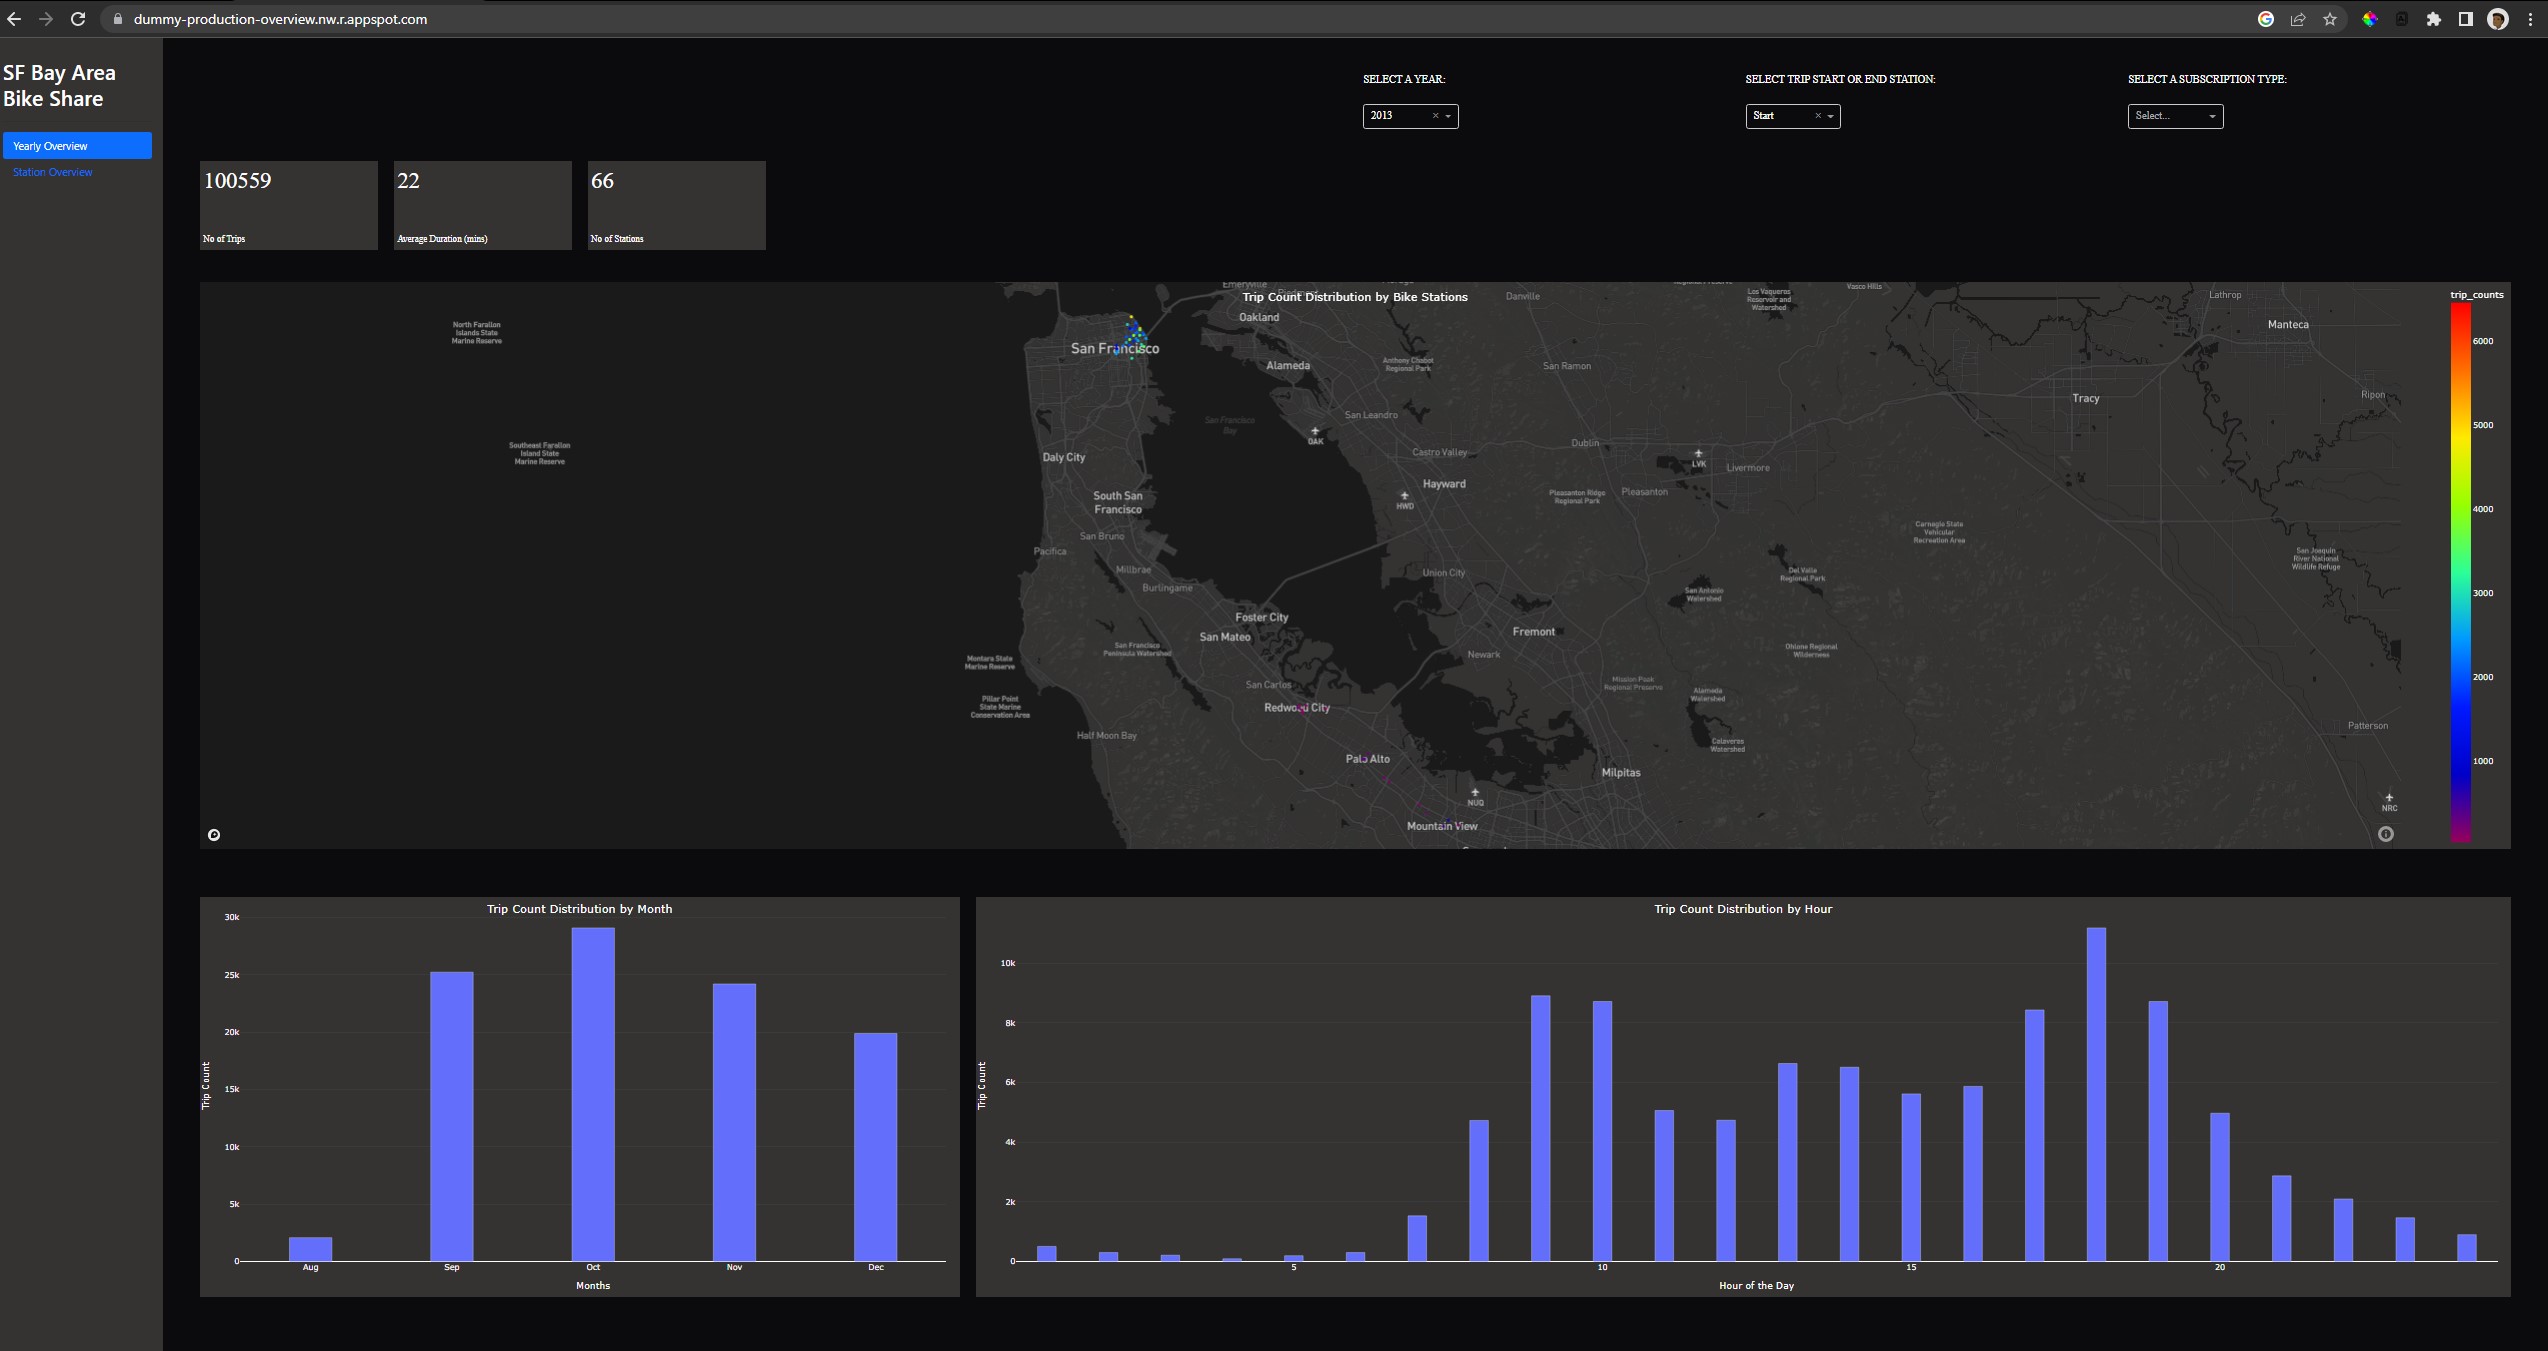 dummy-production-overview.nw.r.appspot.com
SF Bay Area
Bike Share
Yearly Overview
Station Overview
SELECT A YEAR:
SELECT TRIP START OR END STATION:
SELECT A SUBSCRIPTION TYPE:
2013
Start
Select...
100559
No of Trips
22
Average Duration (mins)
66
No of Stations
Trip Count Distribution by Bike Stations
trip_counts
6000
5000
4000
3000
2000
1000
North Farallon
Islands State
Marine Reserve
Southeast Farallon
Island State
Marine Reserve
San Francisco
Emeryville
Piedmont
Oakland
Alameda
Danville
Los Vaqueros
Reservoir and
Watershed
Vasco Hills
Lathrop
Manteca
Anthony Chabot
Regional Park
San Ramon
Tracy
Ripon
San Francisco
Bay
San Leandro
OAK
Dublin
Daly City
Castro Valley
LVK
Livermore
Hayward
South San
Francisco
HWD
Pleasanton Ridge
Regional Park
Pleasanton
San Bruno
Pacifica
Carnegie State
Vehicular
Recreation Area
San Joaquin
River National
Wildlife Refuge
Millbrae
Burlingame
Union City
Del Valle
Regional Park
San Antonio
Watershed
Foster City
San Mateo
Fremont
San Francisco
Peninsula Watershed
Newark
Ohlone Regional
Wilderness
Montara State
Marine Reserve
San Carlos
Mission Peak
Regional Preserve
Alameda
Watershed
Pillar Point
State Marine
Conservation Area
Redwood City
Half Moon Bay
Patterson
Calaveras
Watershed
Palo Alto
Milpitas
NUQ
NRC
Mountain View
Trip Count Distribution by Month
30k
25k
20k
15k
10k
5k
0
Trip Count
Aug
Sep
Oct
Nov
Dec
Months
Trip Count Distribution by Hour
10k
8k
6k
4k
2k
0
Trip Count
5
10
15
20
Hour of the Day